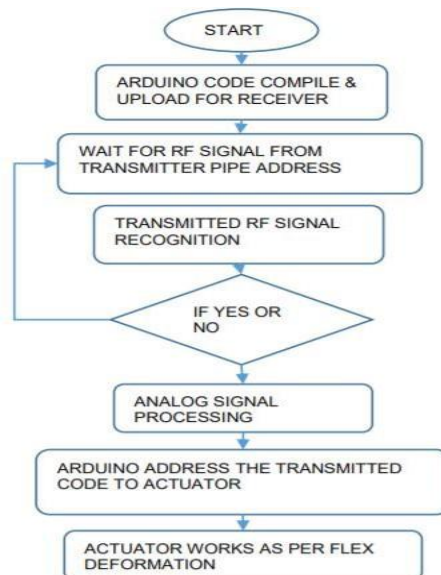 START
ARDUINO CODE COMPILE &
UPLOAD FOR RECEIVER
WAIT FOR RF SIGNAL FROM
TRANSMITTER PIPE ADDRESS
TRANSMITTED RF SIGNAL
RECOGNITION
IF YES OR
NO
ANALOG SIGNAL
PROCESSING
ARDUINO ADDRESS THE TRANSMITTED
CODE TO ACTUATOR
ACTUATOR WORKS AS PER FLEX
DEFORMATION